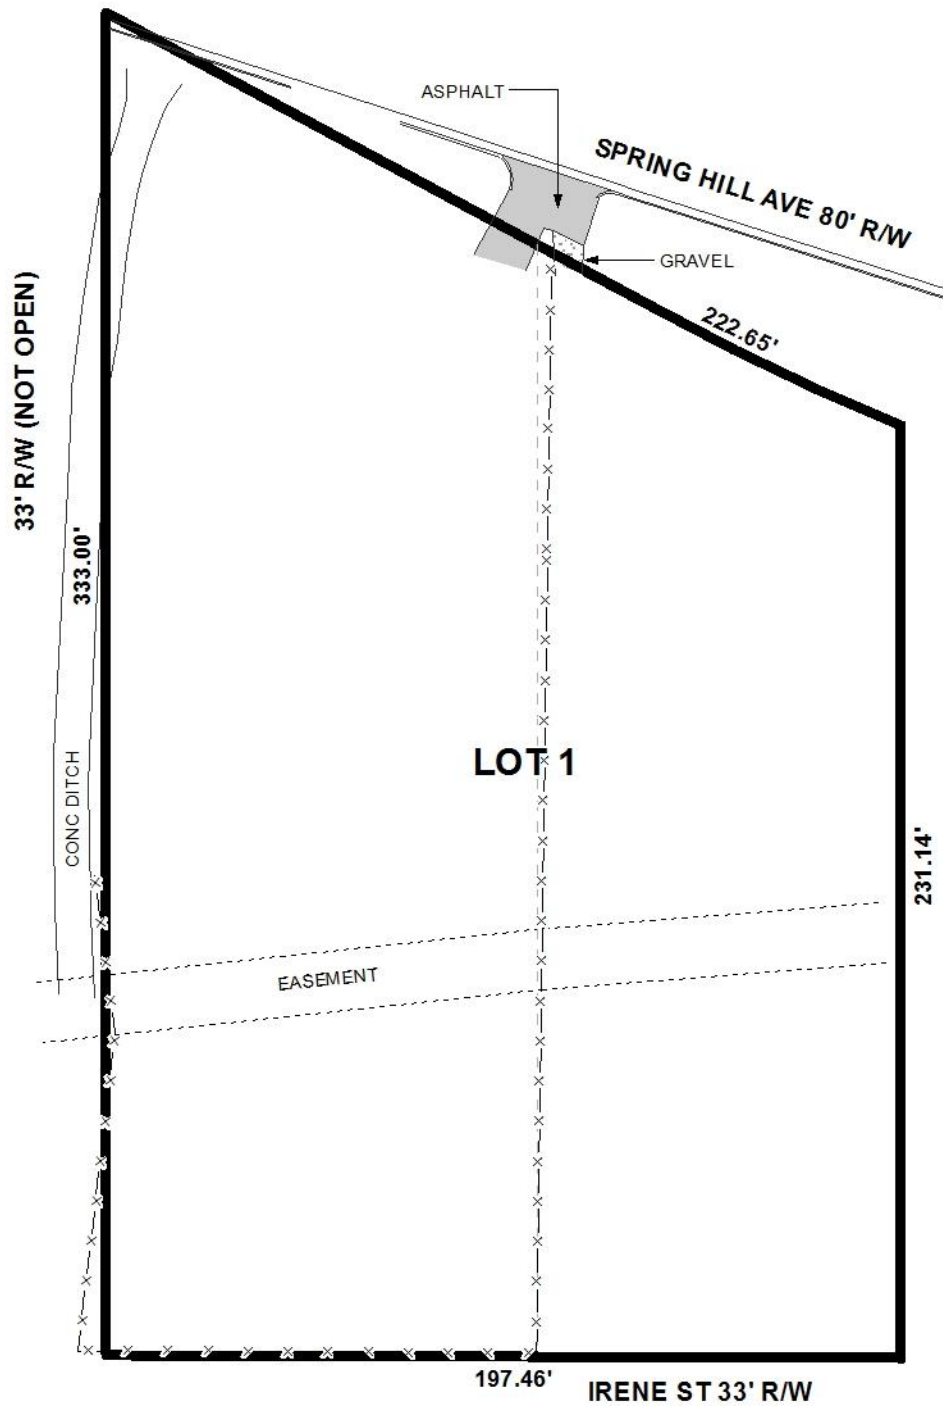 ASPHALT
SPRING HILL AVE 80' R/W
GRAVEL
222.65'
33' R/W (NOT OPEN)
333.00'
LOT 1
CONC DITCH
231.14'
EASEMENT
197.46'
IRENE ST 33' R/W